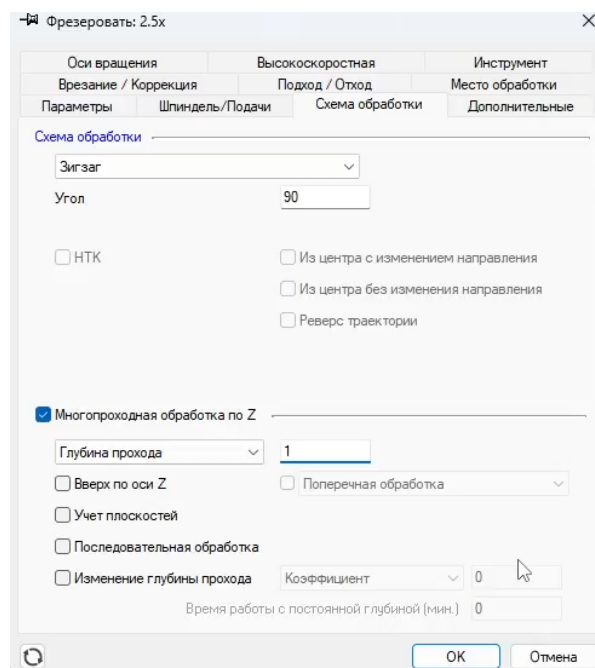 Фрезеровать: 2.5x
Оси вращения Высокоскоростная Инструмент
Врезание / Коррекция Подход / Отход Место обработки
Параметры Шпиндель/Подачи Схема обработки Дополнительные
Схема обработки
Зигзаг
Угол 90
НТК Из центра с изменением направления
Из центра без изменения направления
Реверс траектории
Многопроходная обработка по Z
Глубина прохода 1
Вверх по оси Z Поперечная обработка
Учет плоскостей
Последовательная обработка
Изменение глубины прохода Коэффициент 0
Время работы с постоянной глубиной (мин.) 0
OK Отмена